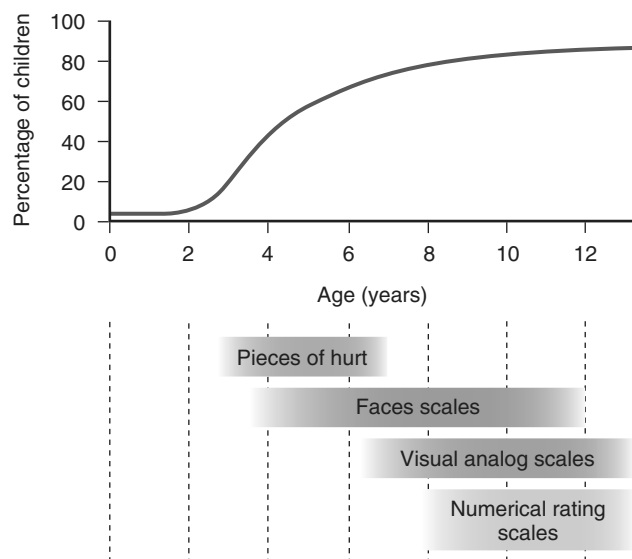 Percentage of children
100
80
60
40
20
0
0 2 4 6 8 10 12
Age (years)
Pieces of hurt
Faces scales
Visual analog scales
Numerical rating
scales